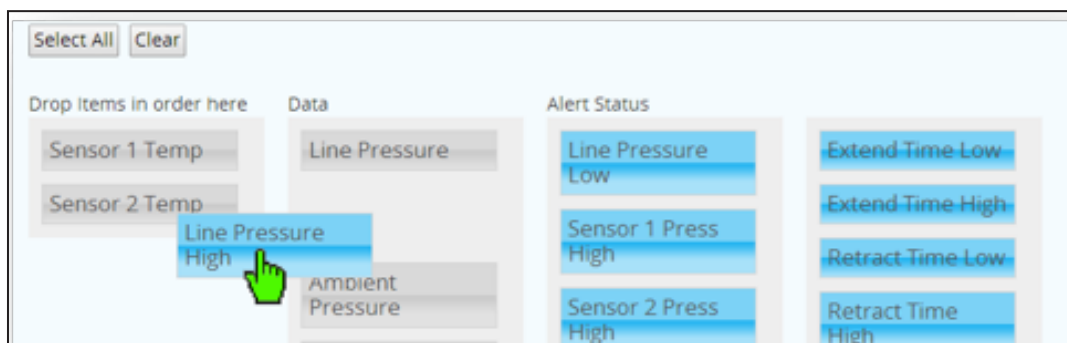 Select All Clear
Drop Items in order here Data Alert Status
Sensor 1 Temp Line Pressure Line Pressure
Low Extend Time Low
Sensor 2 Temp Extend Time High
Line Pressure
High
Sensor 1 Press
High Retract Time Low
Ambient
Pressure
Sensor 2 Press
High
Retract Time
High